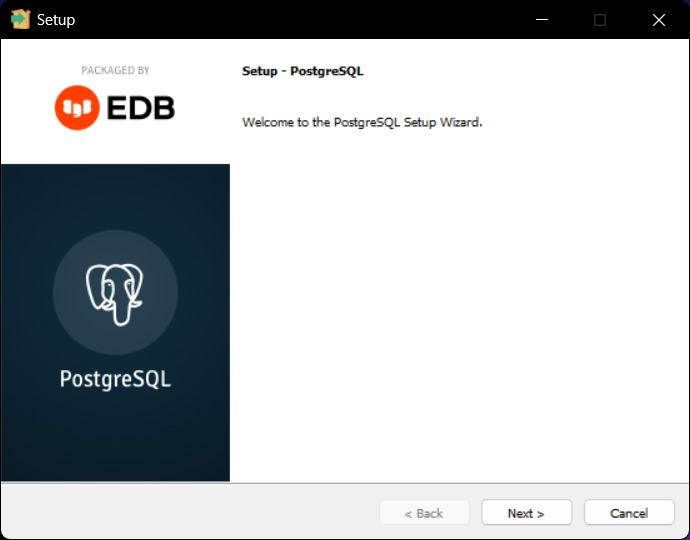 Setup
PACKAGED BY
EDB
Setup - PostgreSQL
Welcome to the PostgreSQL Setup Wizard.
PostgreSQL
< Back
Next >
Cancel